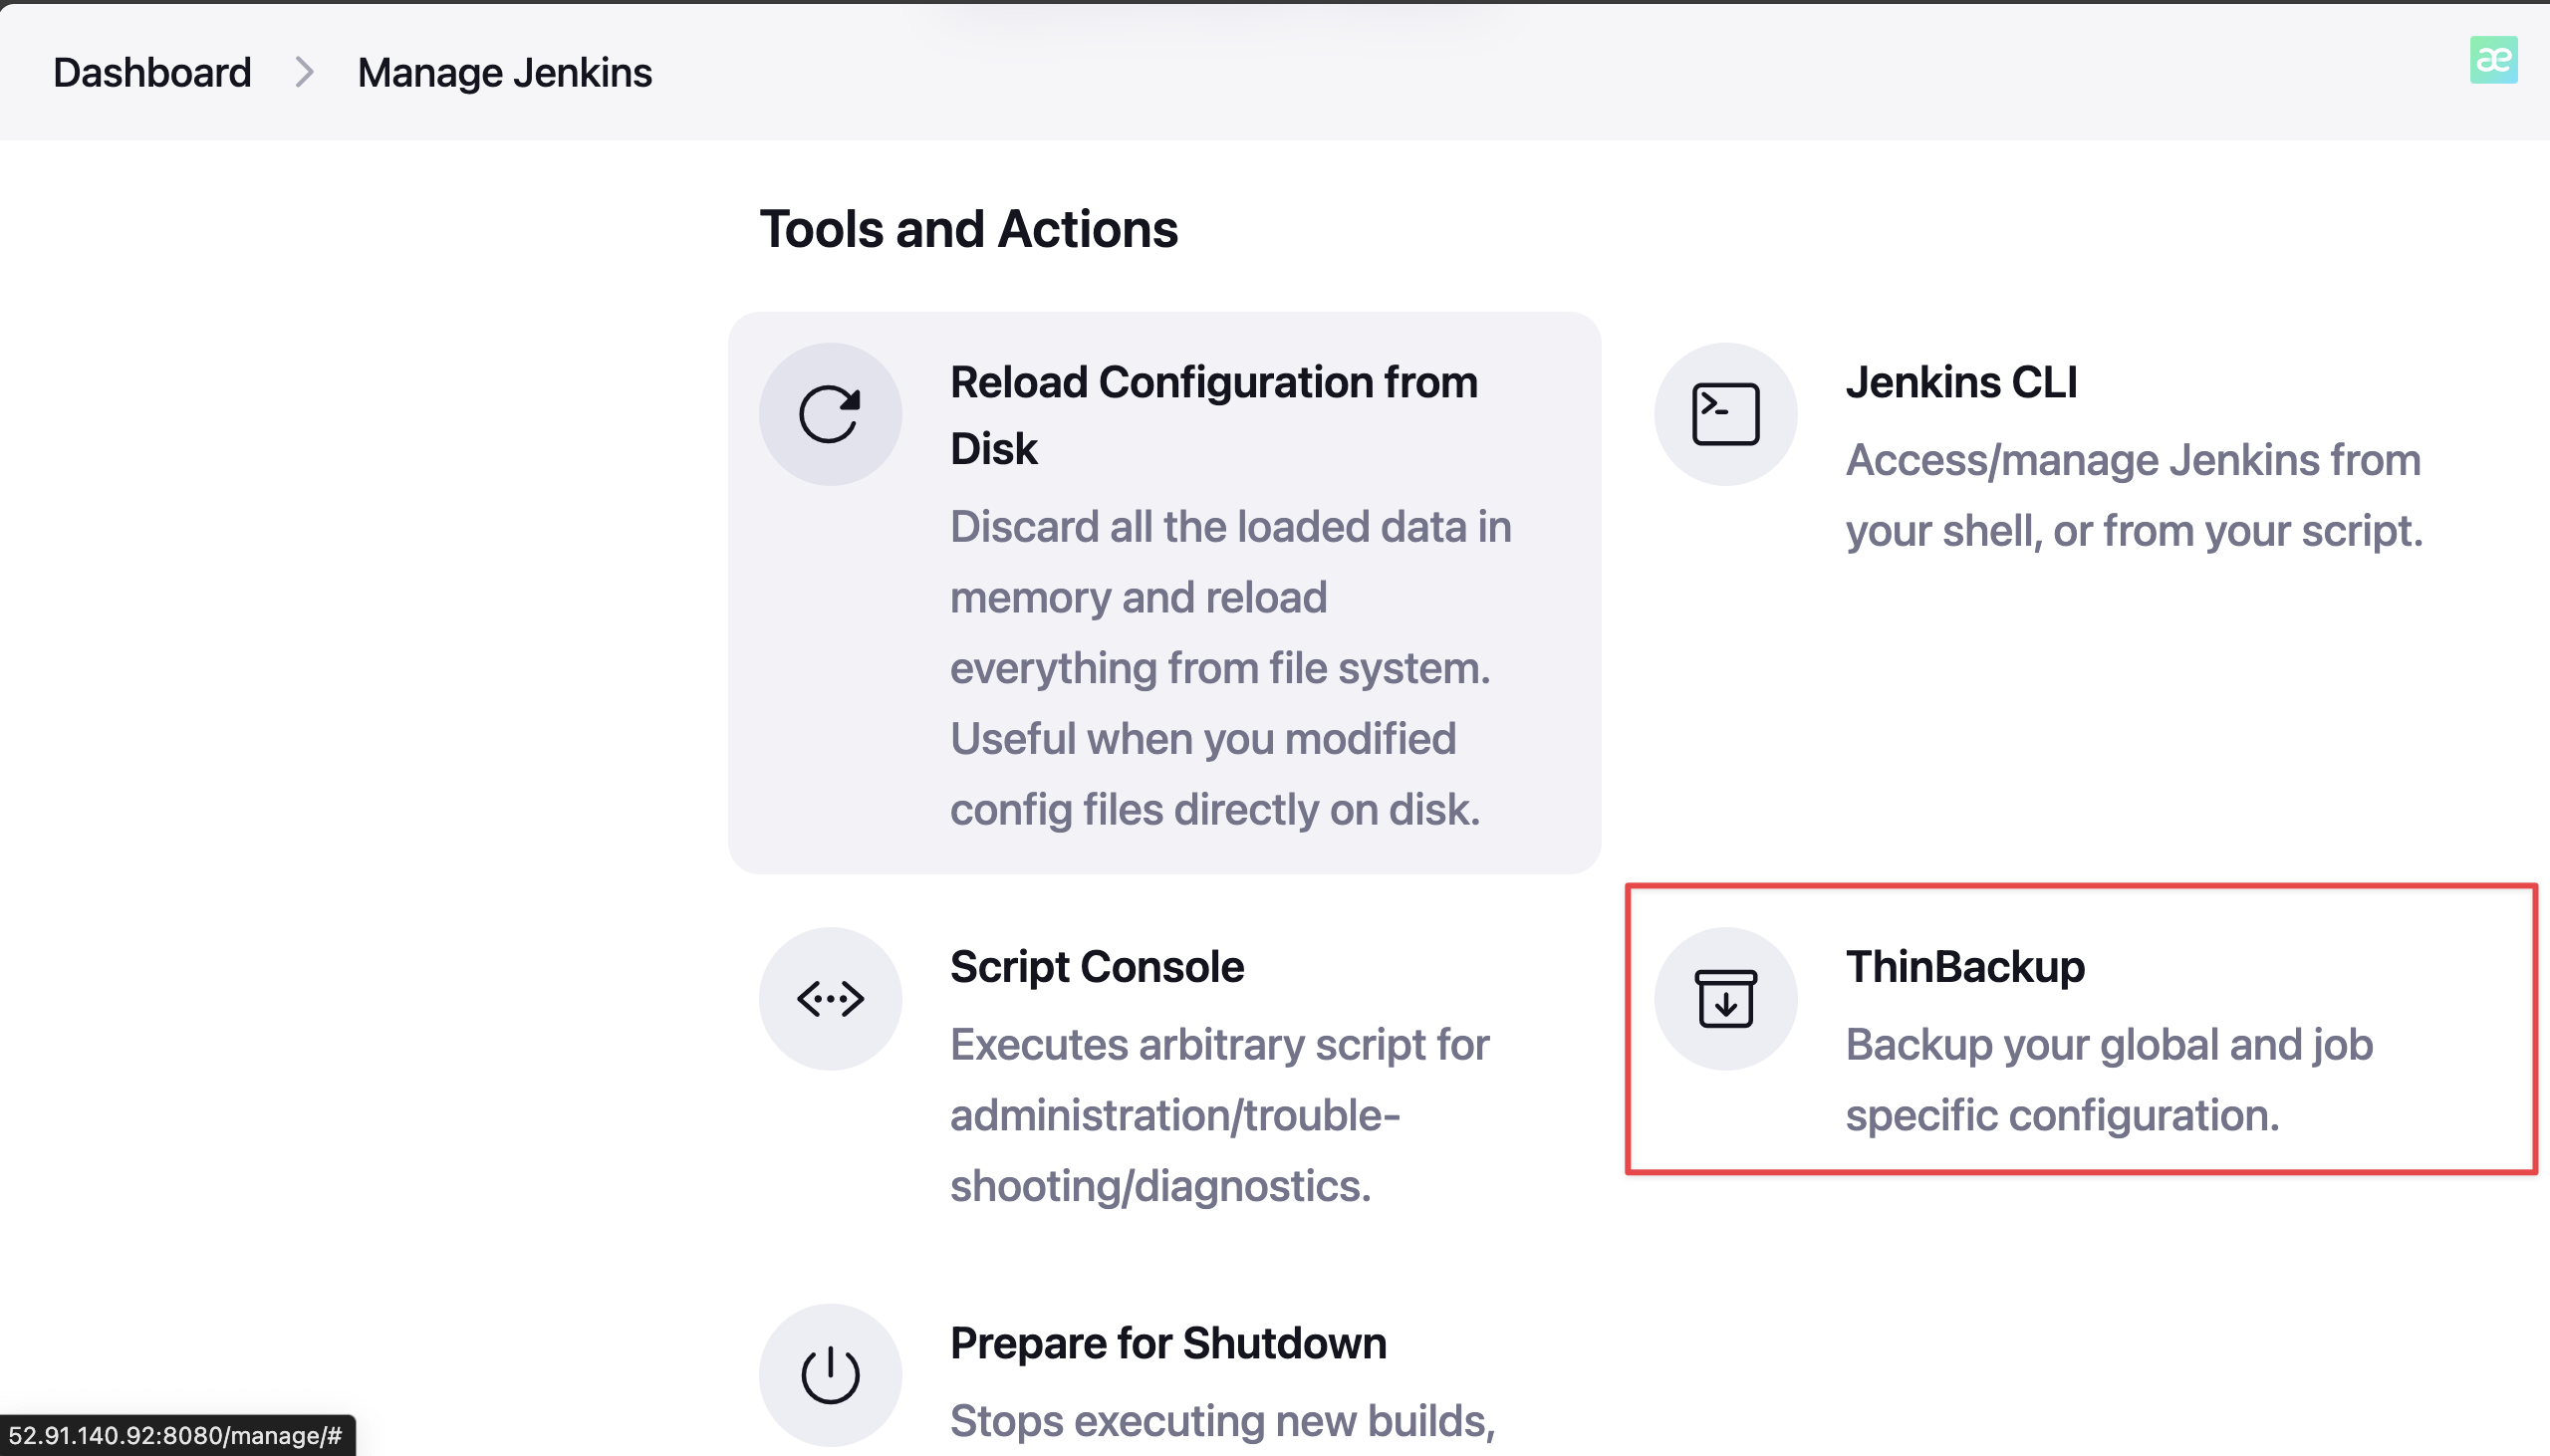 Dashboard > Manage Jenkins
æ
Tools and Actions
Reload Configuration from
Disk
Discard all the loaded data in
memory and reload
everything from file system.
Useful when you modified
config files directly on disk.
Jenkins CLI
Access/manage Jenkins from
your shell, or from your script.
Script Console
Executes arbitrary script for
administration/trouble-
shooting/diagnostics.
ThinBackup
Backup your global and job
specific configuration.
Prepare for Shutdown
Stops executing new builds,
52.91.140.92:8080/manage/#